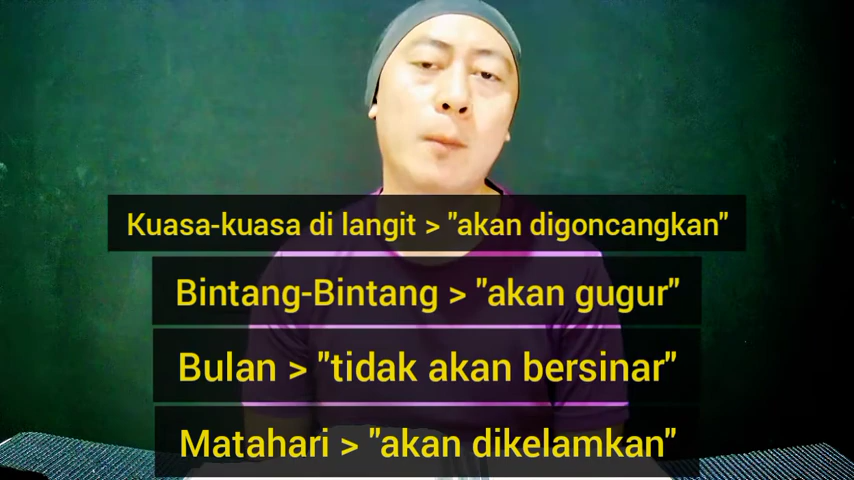 Kuasa-kuasa di langit > "akan digoncangkan"
Bintang-Bintang > "akan gugur"
Bulan > "tidak akan bersinar"
Matahari > "akan dikelamkan"